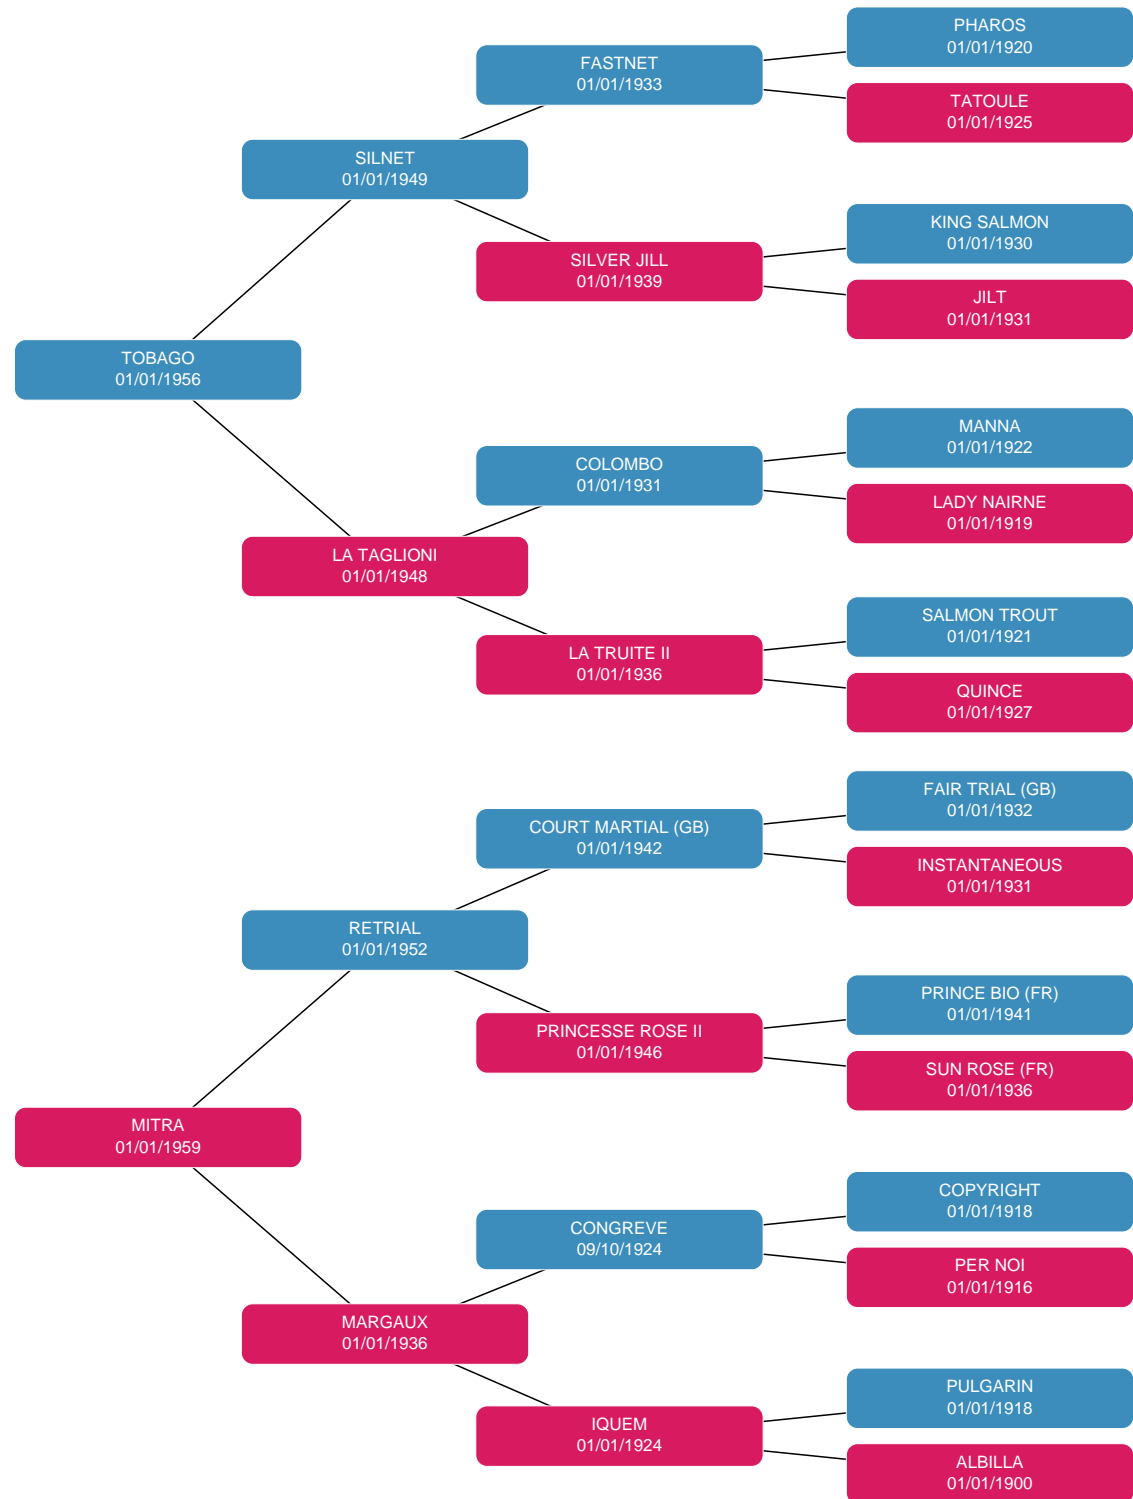 PHAROS
01/01/1920
FASTNET
01/01/1933
TATOULE
01/01/1925
SILNET
01/01/1949
KING SALMON
01/01/1930
SILVER JILL
01/01/1939
JILT
01/01/1931
TOBAGO
01/01/1956
MANNA
01/01/1922
COLOMBO
01/01/1931
LADY NAIRNE
01/01/1919
LA TAGLIONI
01/01/1948
SALMON TROUT
01/01/1921
LA TRUITE II
01/01/1936
QUINCE
01/01/1927
FAIR TRIAL (GB)
01/01/1932
COURT MARTIAL (GB)
01/01/1942
INSTANTANEOUS
01/01/1931
RETRIAL
01/01/1952
PRINCE BIO (FR)
01/01/1941
PRINCESSE ROSE II
01/01/1946
SUN ROSE (FR)
01/01/1936
MITRA
01/01/1959
COPYRIGHT
01/01/1918
CONGREVE
09/10/1924
PER NOI
01/01/1916
MARGAUX
01/01/1936
PULGARIN
01/01/1918
IQUEM
01/01/1924
ALBILLA
01/01/1900